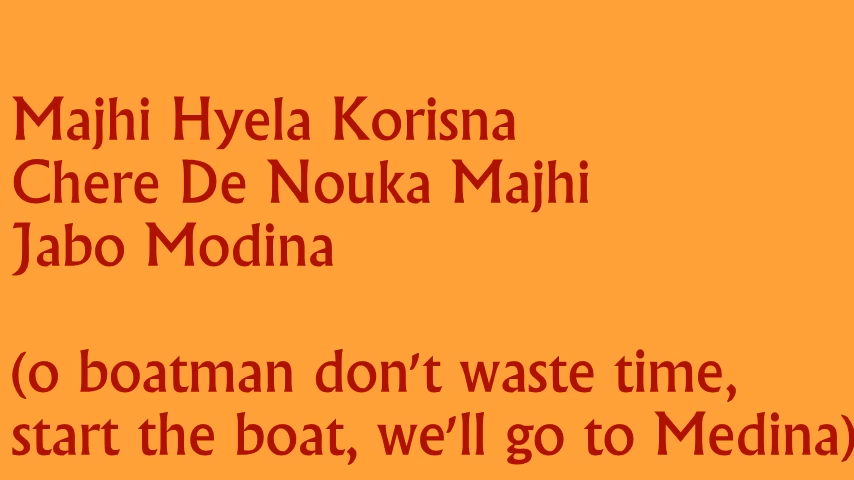 Majhi Hyela Korisna
Chere De Nouka Majhi
Jabo Modina
(o boatman don't waste time,
start the boat, we'll go to Medina)